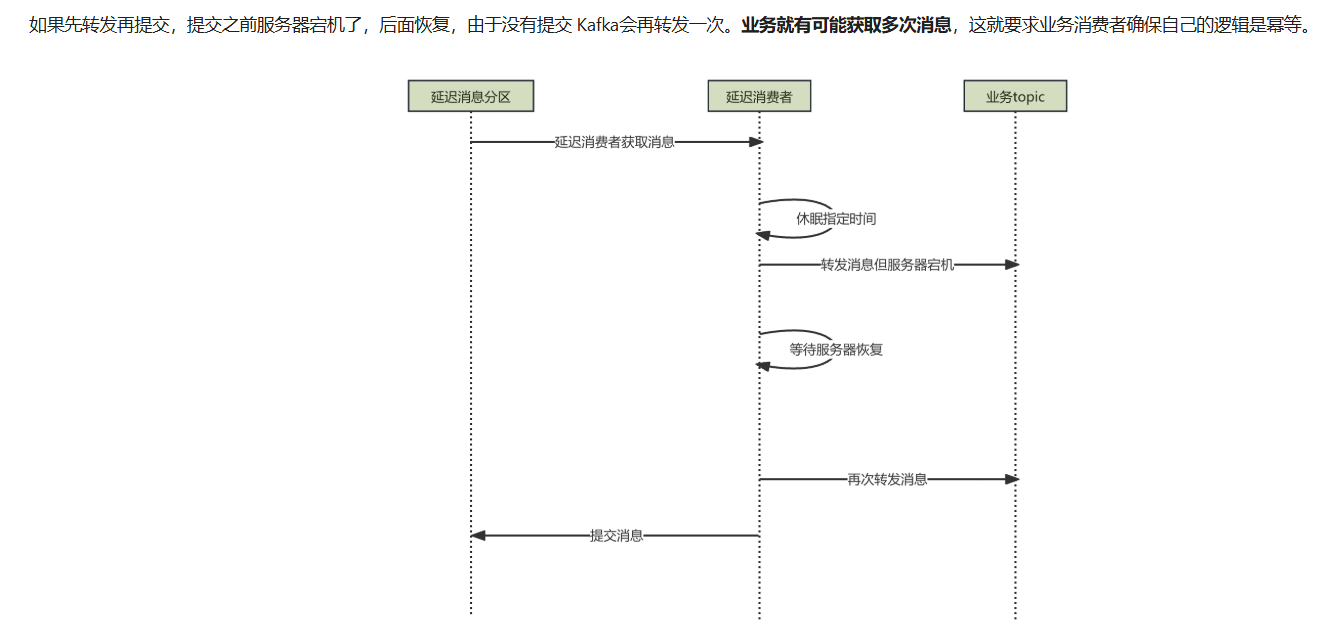 如果先转发再提交，提交之前服务器宕机了，后面恢复，由于没有提交 Kafka会再转发一次。业务就有可能获取多次消息，这就要求业务消费者确保自己的逻辑是幂等。
延迟消息分区
延迟消费者
业务topic
延迟消费者获取消息
休眠指定时间
转发消息但服务器宕机
等待服务器恢复
再次转发消息
提交消息